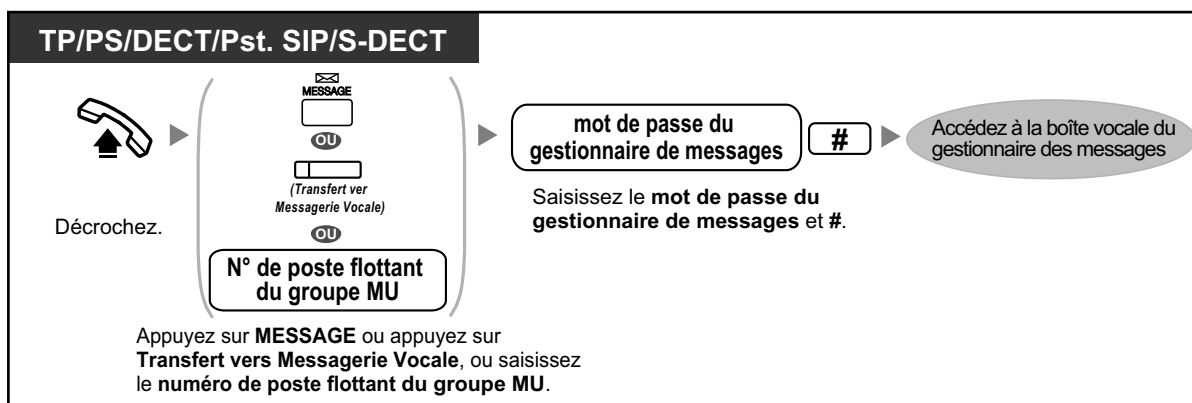 TP/PS/DECT/Pst. SIP/S-DECT
Décrochez.
MESSAGE
OU
(Transfert ver
Messagerie Vocale)
OU
N° de poste flottant
du groupe MU
Appuyez sur MESSAGE ou appuyez sur
Transfert vers Messagerie Vocale, ou saisissez
le numéro de poste flottant du groupe MU.
mot de passe du
gestionnaire de messages
#
Saisissez le mot de passe du
gestionnaire de messages et #.
Accédez à la boîte vocale du
gestionnaire des messages